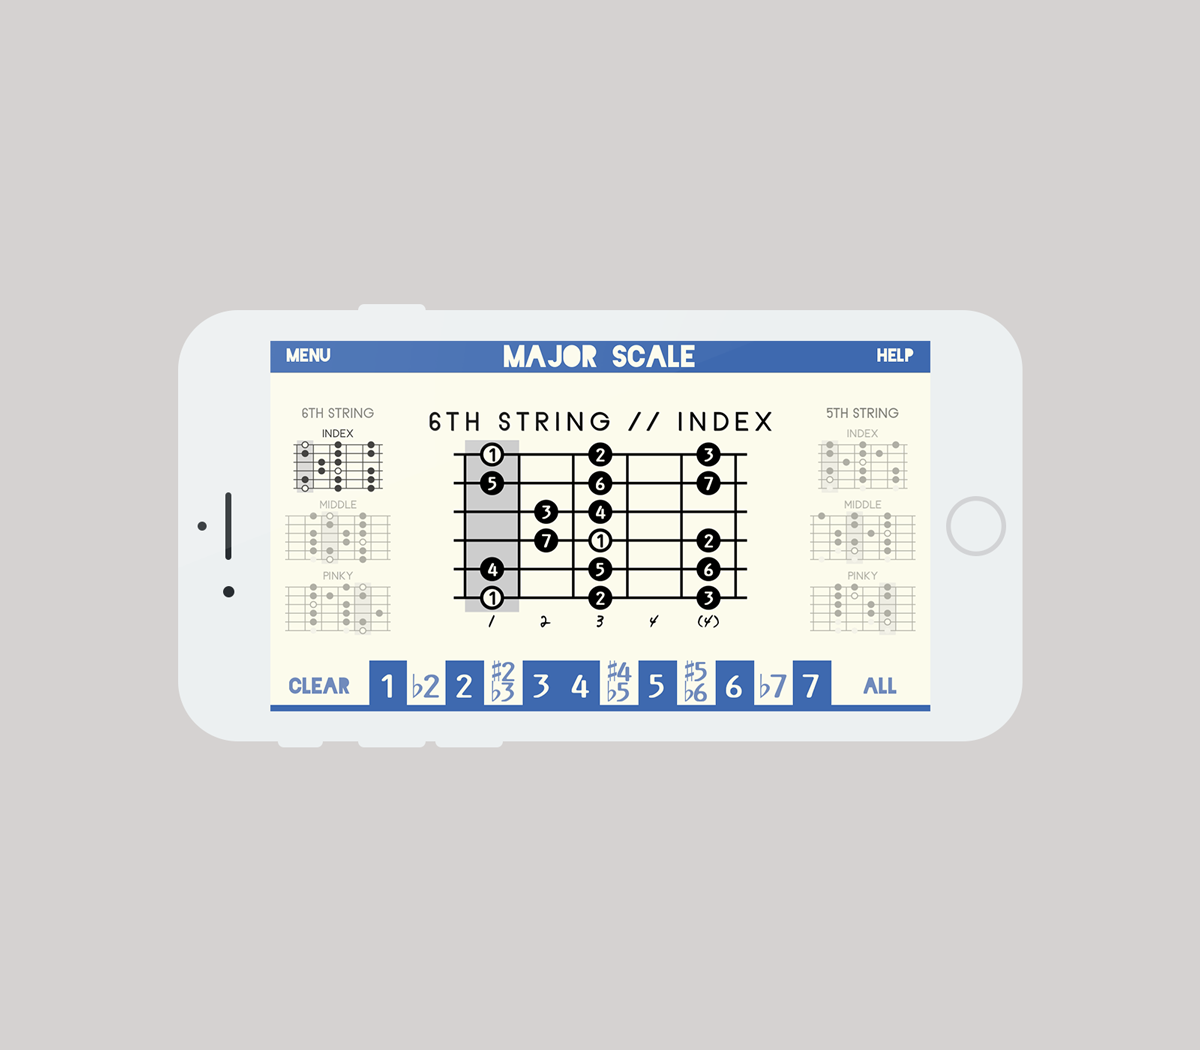 MENU MAJOR SCALE HELP
6TH STRING
INDEX
MIDDLE
PINKY
6TH STRING // INDEX
1 2 3
5 6 7
3 4
7 1 2
4 5 6
1 2 3
1 2 3 4 (4)
5TH STRING
INDEX
MIDDLE
PINKY
CLEAR 1 ♭2 2 ♯2 ♭3 3 4 ♯4 ♭5 5 ♯5 ♭6 6 ♭7 7 ALL